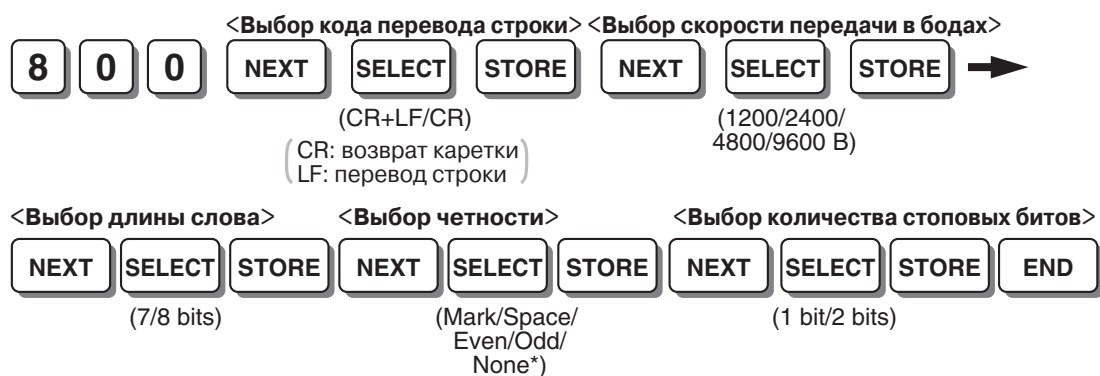 <Выбор кода перевода строки> <Выбор скорости передачи в бодах>
8 0 0 NEXT SELECT STORE NEXT SELECT STORE
(CR+LF/CR)
(1200/2400/
4800/9600 B)
CR: возврат каретки
LF: перевод строки
<Выбор длины слова> <Выбор четности> <Выбор количества стоповых битов>
NEXT SELECT STORE NEXT SELECT STORE NEXT SELECT STORE END
(7/8 bits)
(Mark/Space/
Even/Odd/
None*)
(1 bit/2 bits)